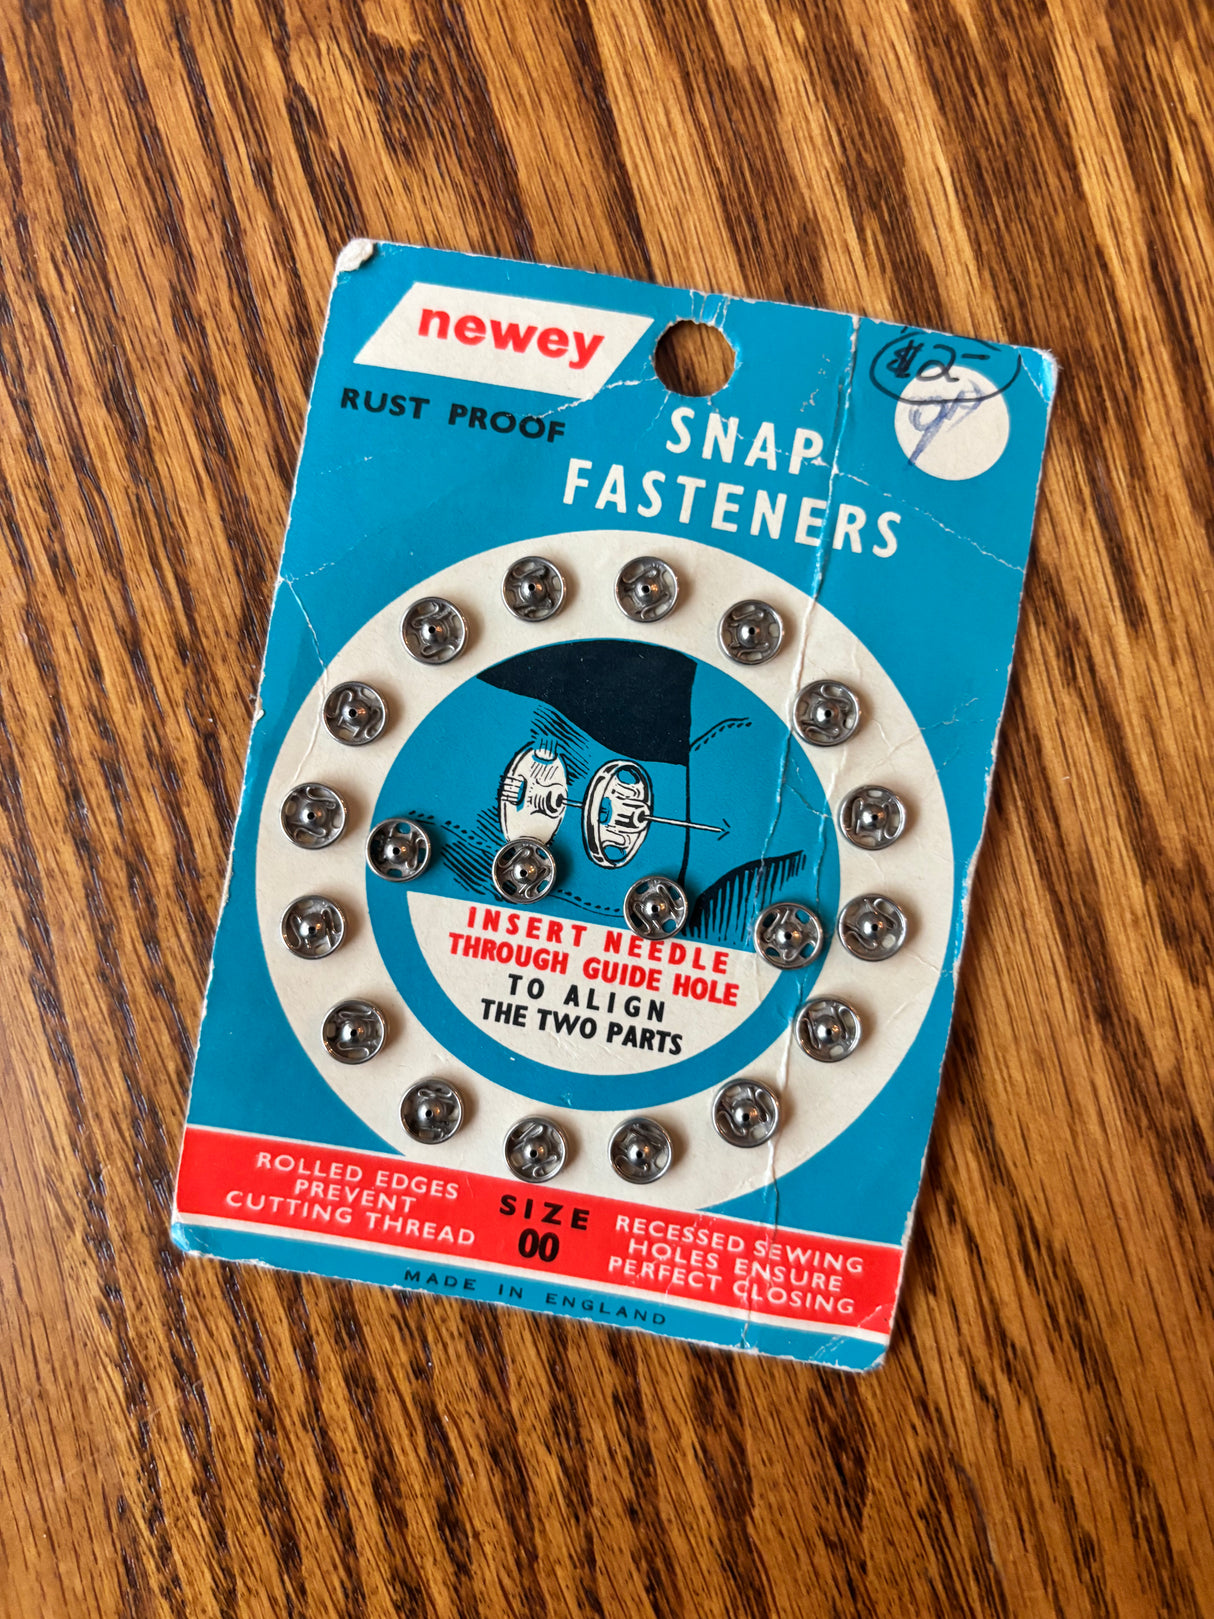 newey
RUST PROOF
$2-
SNAP
FASTENERS
INSERT NEEDLE
THROUGH GUIDE HOLE
TO ALIGN
THE TWO PARTS
ROLLED EDGES
PREVENT
CUTTING THREAD
SIZE
00
RECESSED SEWING
HOLES ENSURE
PERFECT CLOSING
MADE IN ENGLAND